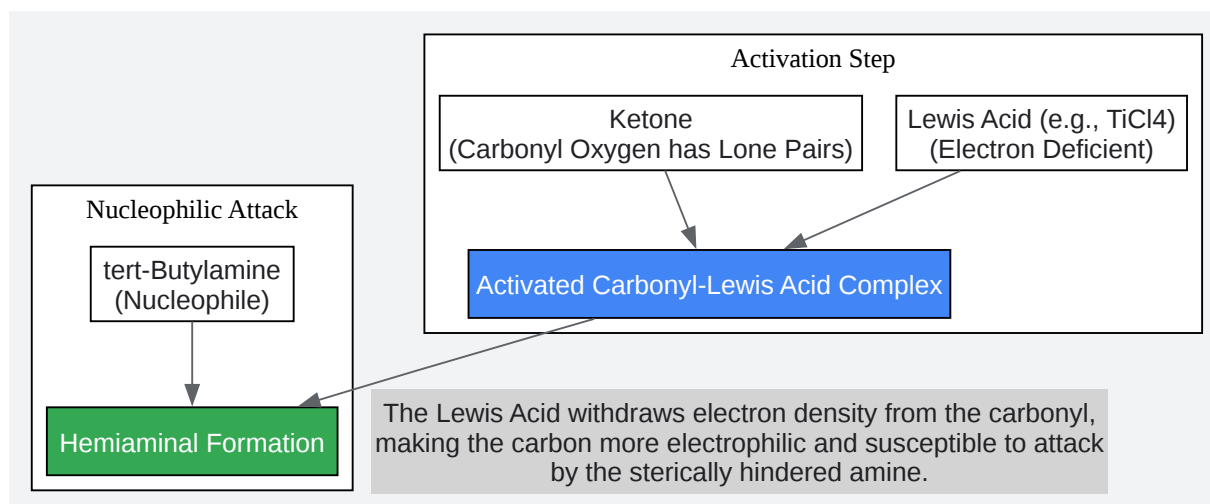 Activation Step
Ketone
(Carbonyl Oxygen has Lone Pairs)
Lewis Acid (e.g., TiCl4)
(Electron Deficient)
Activated Carbonyl-Lewis Acid Complex
Nucleophilic Attack
tert-Butylamine
(Nucleophile)
Hemiaminal Formation
The Lewis Acid withdraws electron density from the carbonyl,
making the carbon more electrophilic and susceptible to attack
by the sterically hindered amine.